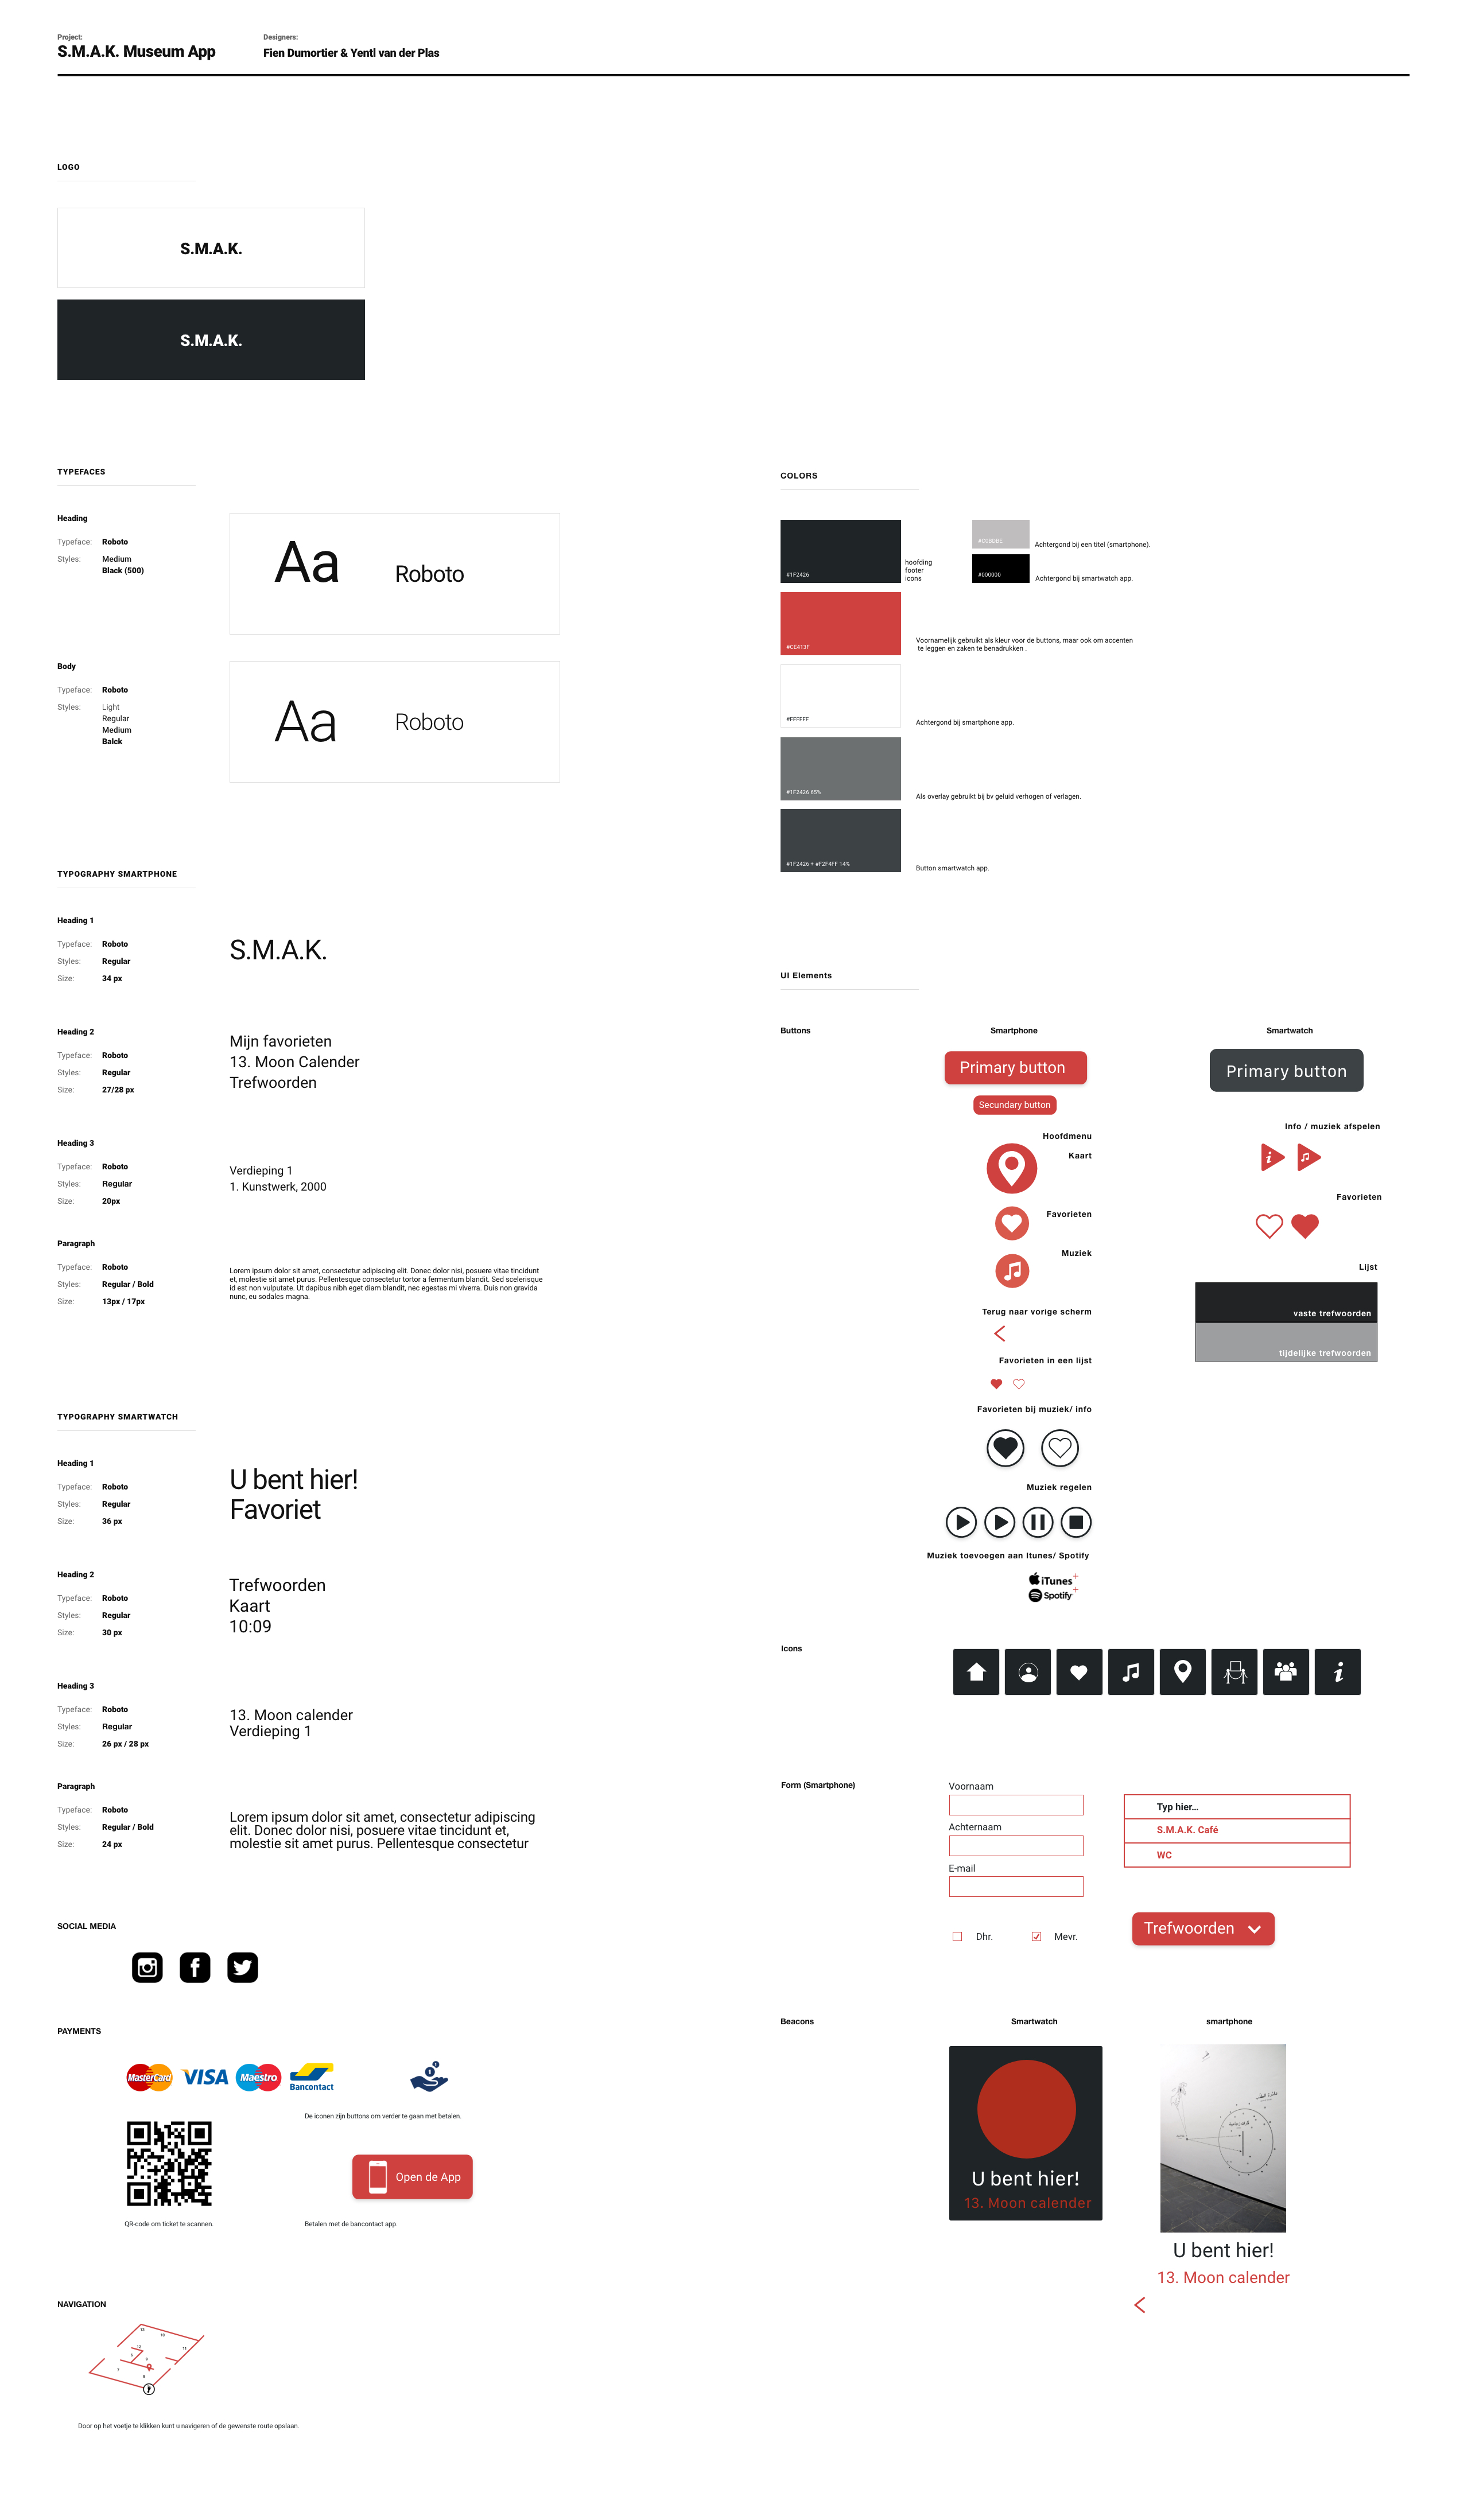 Project:
S.M.A.K. Museum App
Designers:
Fien Dumortier & Yentl van der Plas
LOGO
S.M.A.K.
S.M.A.K.
TYPEFACES
Heading
Typeface: Roboto
Styles: Medium
Black (500)
Aa Roboto
Body
Typeface: Roboto
Styles: Light
Regular
Medium
Balck
Aa Roboto
TYPOGRAPHY SMARTPHONE
Heading 1
Typeface: Roboto
Styles: Regular
Size: 34 px
S.M.A.K.
Heading 2
Typeface: Roboto
Styles: Regular
Size: 27/28 px
Mijn favorieten
13. Moon Calender
Trefwoorden
Heading 3
Typeface: Roboto
Styles: Regular
Size: 20px
Verdieping 1
1. Kunstwerk, 2000
Paragraph
Typeface: Roboto
Styles: Regular / Bold
Size: 13px / 17px
Lorem ipsum dolor sit amet, consectetur adipiscing elit. Donec dolor nisi, posuere vitae tincidunt
et, molestie sit amet purus. Pellentesque consectetur tortor a fermentum blandit. Sed scelerisque
id est non vulputate. Ut dapibus nibh eget diam blandit, nec egestas mi viverra. Duis non gravida
nunc, eu sodales magna.
TYPOGRAPHY SMARTWATCH
Heading 1
Typeface: Roboto
Styles: Regular
Size: 36 px
U bent hier!
Favoriet
Heading 2
Typeface: Roboto
Styles: Regular
Size: 30 px
Trefwoorden
Kaart
10:09
Heading 3
Typeface: Roboto
Styles: Regular
Size: 26 px / 28 px
13. Moon calender
Verdieping 1
Paragraph
Typeface: Roboto
Styles: Regular / Bold
Size: 24 px
Lorem ipsum dolor sit amet, consectetur adipiscing
elit. Donec dolor nisi, posuere vitae tincidunt et,
molestie sit amet purus. Pellentesque consectetur
SOCIAL MEDIA
PAYMENTS
MasterCard VISA Maestro Bancontact
De iconen zijn buttons om verder te gaan met betalen.
Open de App
QR-code om ticket te scannen.
Betalen met de bancontact app.
NAVIGATION
Door op het voetje te klikken kunt u navigeren of de gewenste route opslaan.
COLORS
#1F2426
hoofding
footer
icons
Achtergond bij een titel (smartphone).
#000000
Achtergond bij smartwatch app.
#CE413F
Voornamelijk gebruikt als kleur voor de buttons, maar ook om accenten
te leggen en zaken te benadrukken .
#FFFFFF
Achtergond bij smartphone app.
#1F2426 65%
Als overlay gebruikt bij bv geluid verhogen of verlagen.
#1F2426 + #F2F4FF 14%
Button smartwatch app.
UI Elements
Buttons
Smartphone
Smartwatch
Primary button
Secundary button
Hoofdmenu
Kaart
Favorieten
Muziek
Terug naar vorige scherm
Favorieten in een lijst
Favorieten bij muziek/ info
Muziek regelen
Muziek toevoegen aan Itunes/ Spotify
iTunes +
Spotify +
Primary button
Info / muziek afspelen
Favorieten
Lijst
vaste trefwoorden
tijdelijke trefwoorden
Icons
Form (Smartphone)
Voornaam
Achternaam
E-mail
Dhr.
Mevr.
Typ hier...
S.M.A.K. Café
WC
Trefwoorden
Beacons
Smartwatch
smartphone
U bent hier!
13. Moon calender
U bent hier!
13. Moon calender